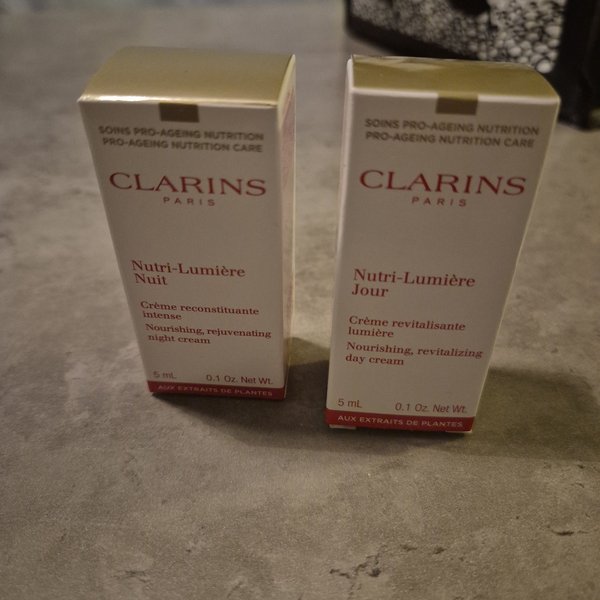 SOINS PRO-AGEING NUTRITION
PRO-AGEING NUTRITION CARE
CLARINS
PARIS
Nutri-Lumière
Nuit
Crème reconstituante
intense
Nourishing, rejuvenating
night cream
5 mL 0.1 Oz. Net Wt.
AUX EXTRAITS DE PLANTES
SOINS PRO-AGEING NUTRITION
PRO-AGEING NUTRITION CARE
CLARINS
PARIS
Nutri-Lumière
Jour
Crème revitalisante
lumière
Nourishing, revitalizing
day cream
5 mL 0.1 Oz. Net Wt.
AUX EXTRAITS DE PLANTES